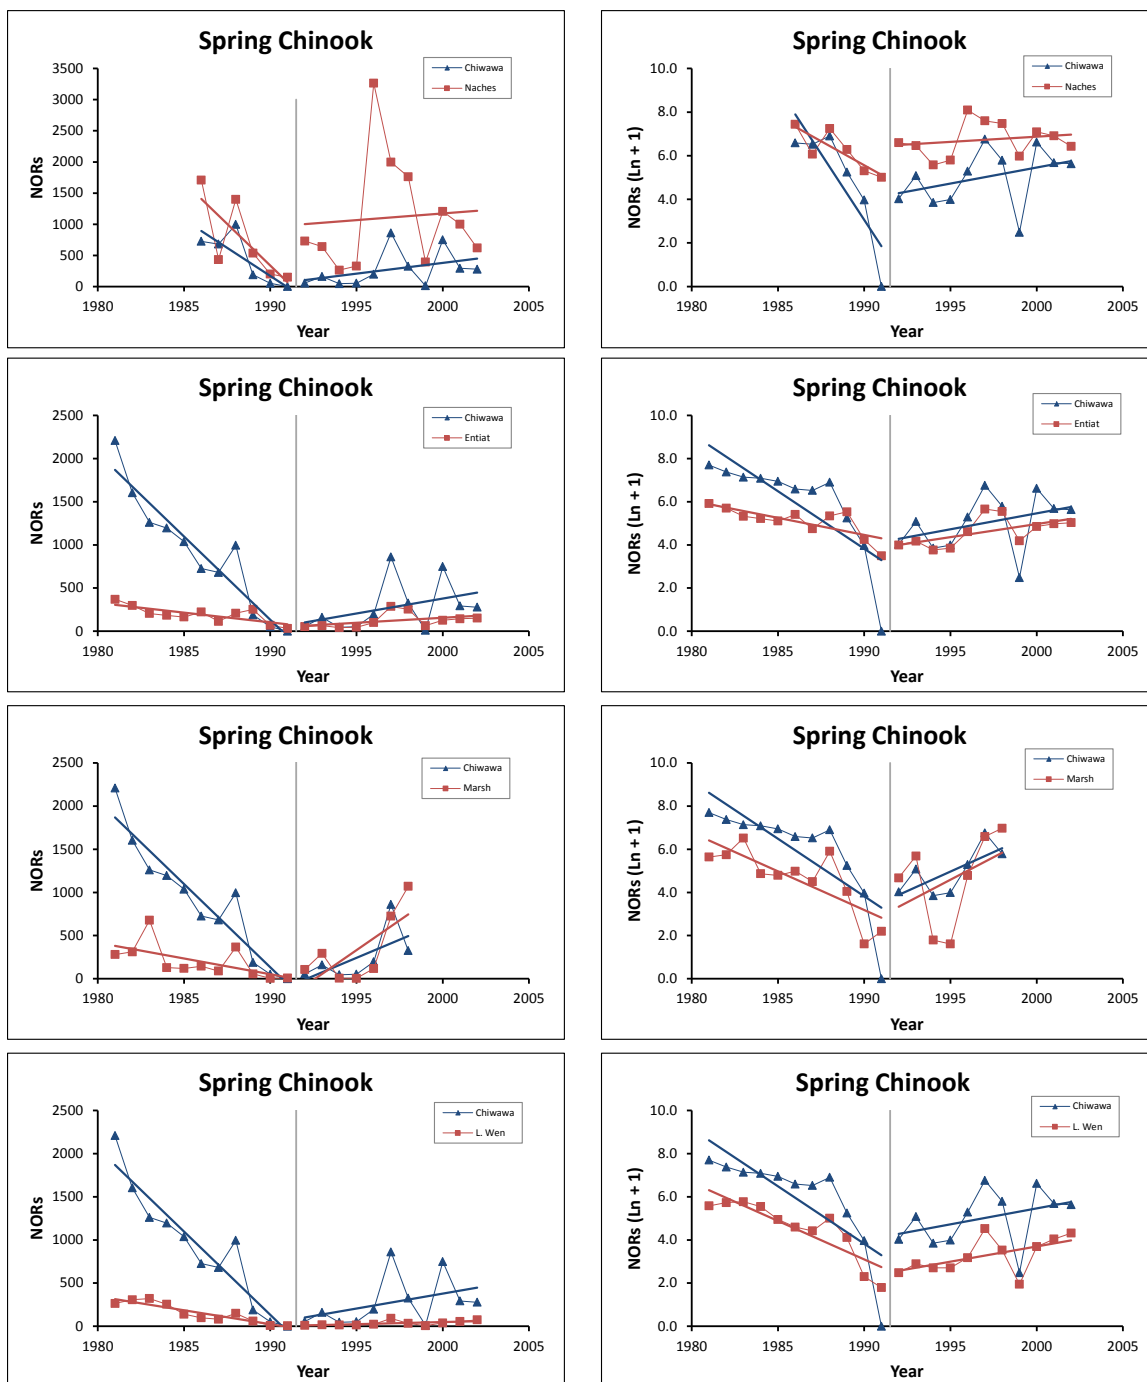 Spring Chinook
3500
3000
2500
2000
1500
1000
500
0
NORs
Chiwawa
Naches
1980 1985 1990 1995 2000 2005
Year
Spring Chinook
10.0
8.0
6.0
4.0
2.0
0.0
NORs (Ln + 1)
Chiwawa
Naches
1980 1985 1990 1995 2000 2005
Year
Spring Chinook
2500
2000
1500
1000
500
0
NORs
Chiwawa
Entiat
1980 1985 1990 1995 2000 2005
Year
Spring Chinook
10.0
8.0
6.0
4.0
2.0
0.0
NORs (Ln + 1)
Chiwawa
Entiat
1980 1985 1990 1995 2000 2005
Year
Spring Chinook
2500
2000
1500
1000
500
0
NORs
Chiwawa
Marsh
1980 1985 1990 1995 2000 2005
Year
Spring Chinook
10.0
8.0
6.0
4.0
2.0
0.0
NORs (Ln + 1)
Chiwawa
Marsh
1980 1985 1990 1995 2000 2005
Year
Spring Chinook
2500
2000
1500
1000
500
0
NORs
Chiwawa
L. Wen
1980 1985 1990 1995 2000 2005
Year
Spring Chinook
10.0
8.0
6.0
4.0
2.0
0.0
NORs (Ln + 1)
Chiwawa
L. Wen
1980 1985 1990 1995 2000 2005
Year